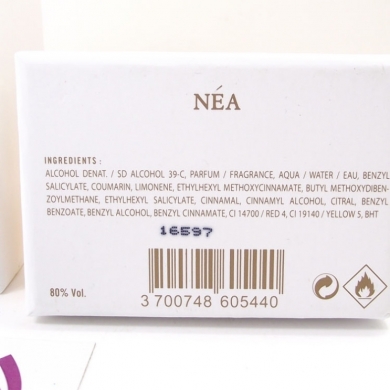 NÉA
INGREDIENTS :
ALCOHOL DENAT. / SD ALCOHOL 39-C, PARFUM / FRAGRANCE, AQUA / WATER / EAU, BENZYL
SALICYLATE, COUMARIN, LIMONENE, ETHYLHEXYL METHOXYCINNAMATE, BUTYL METHOXYDIBEN-
ZOYLMETHANE, ETHYLHEXYL SALICYLATE, CINNAMAL, CINNAMYL ALCOHOL, CITRAL, BENZYL
BENZOATE, BENZYL ALCOHOL, BENZYL CINNAMATE, CI 14700 / RED 4, CI 19140 / YELLOW 5, BHT
16597
80% Vol.
3 700748 605440